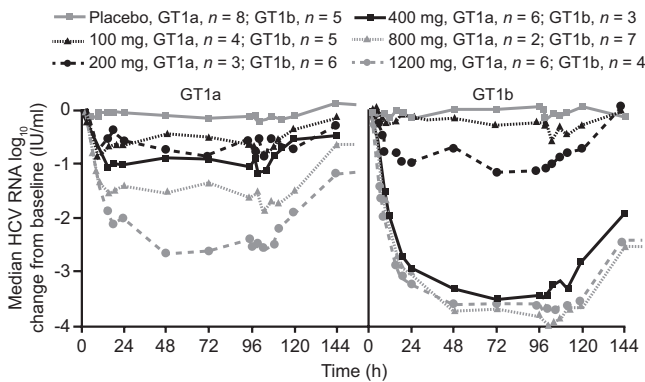 Placebo, GT1a, n = 8; GT1b, n = 5
400 mg, GT1a, n = 6; GT1b, n = 3
100 mg, GT1a, n = 4; GT1b, n = 5
800 mg, GT1a, n = 2; GT1b, n = 7
200 mg, GT1a, n = 3; GT1b, n = 6
1200 mg, GT1a, n = 6; GT1b, n = 4
GT1a
GT1b
Median HCV RNA log10
change from baseline (IU/ml)
0
-1
-2
-3
-4
0 24 48 72 96 120 144
0 24 48 72 96 120 144
Time (h)